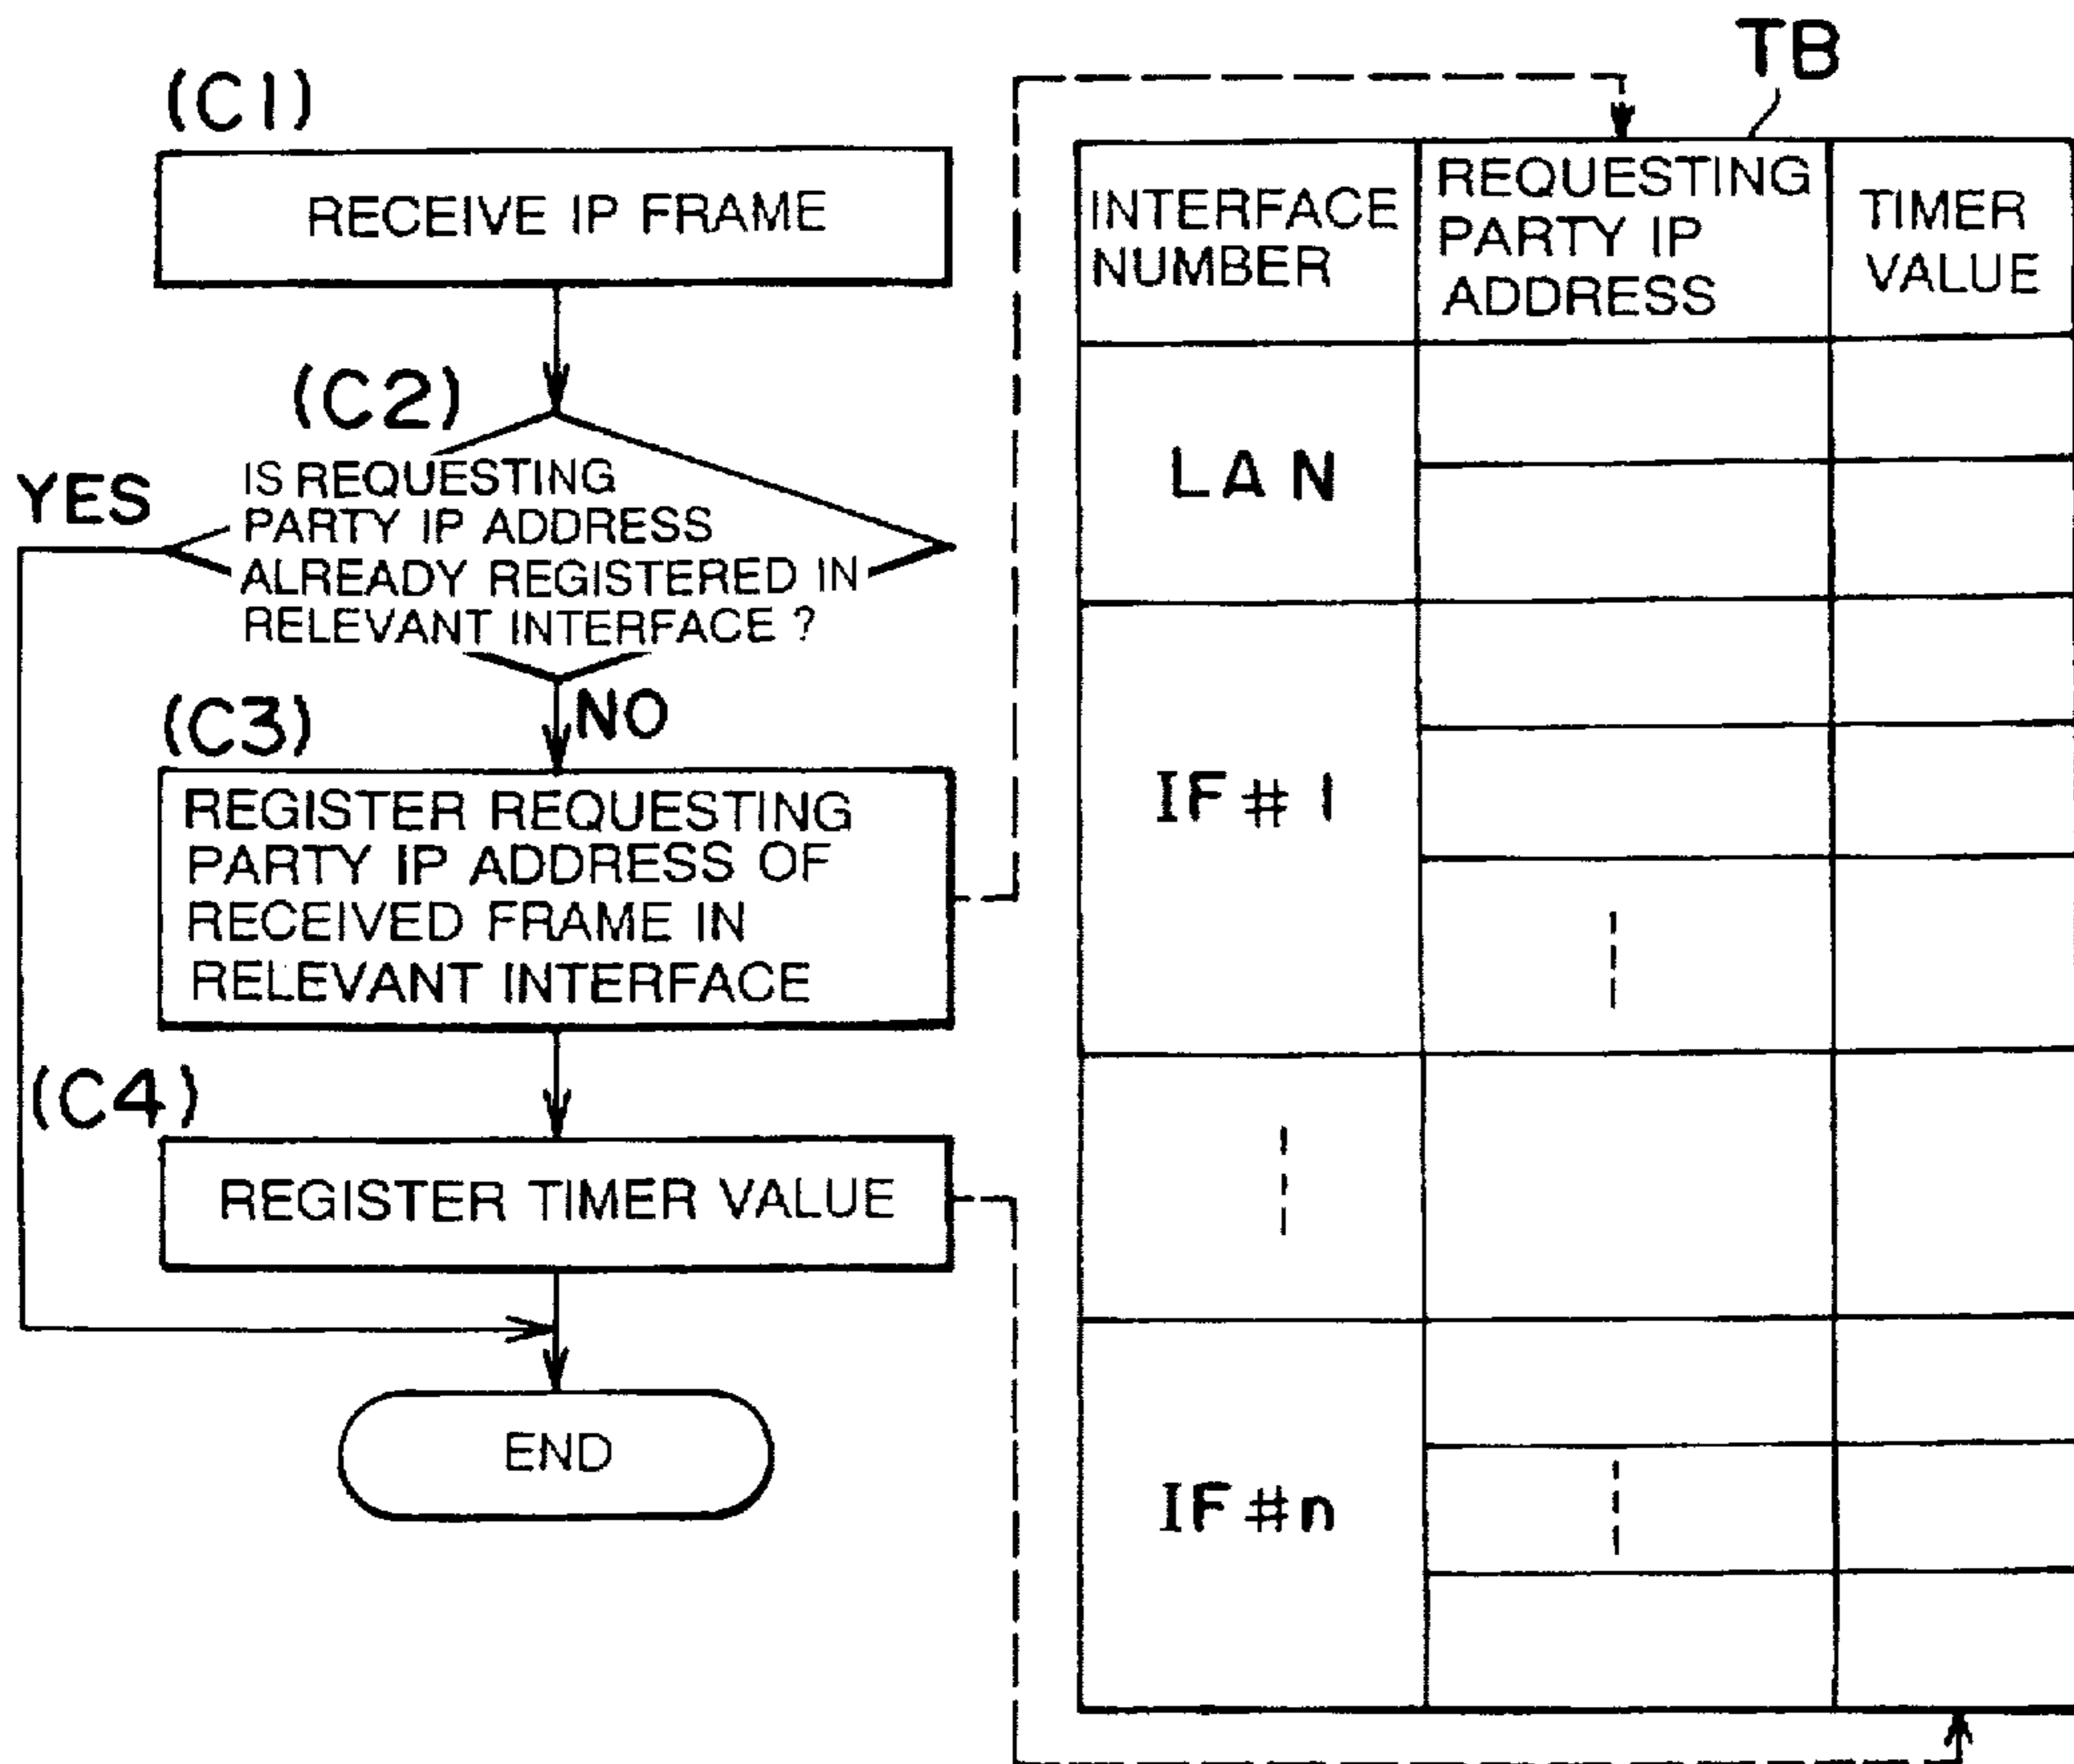 (C1)
RECEIVE IP FRAME
(C2)
YES
IS REQUESTING
PARTY IP ADDRESS
ALREADY REGISTERED IN
RELEVANT INTERFACE ?
NO
(C3)
REGISTER REQUESTING
PARTY IP ADDRESS OF
RECEIVED FRAME IN
RELEVANT INTERFACE
(C4)
REGISTER TIMER VALUE
END
TB
INTERFACE
NUMBER
REQUESTING
PARTY IP
ADDRESS
TIMER
VALUE
LAN
IF #1
IF #n